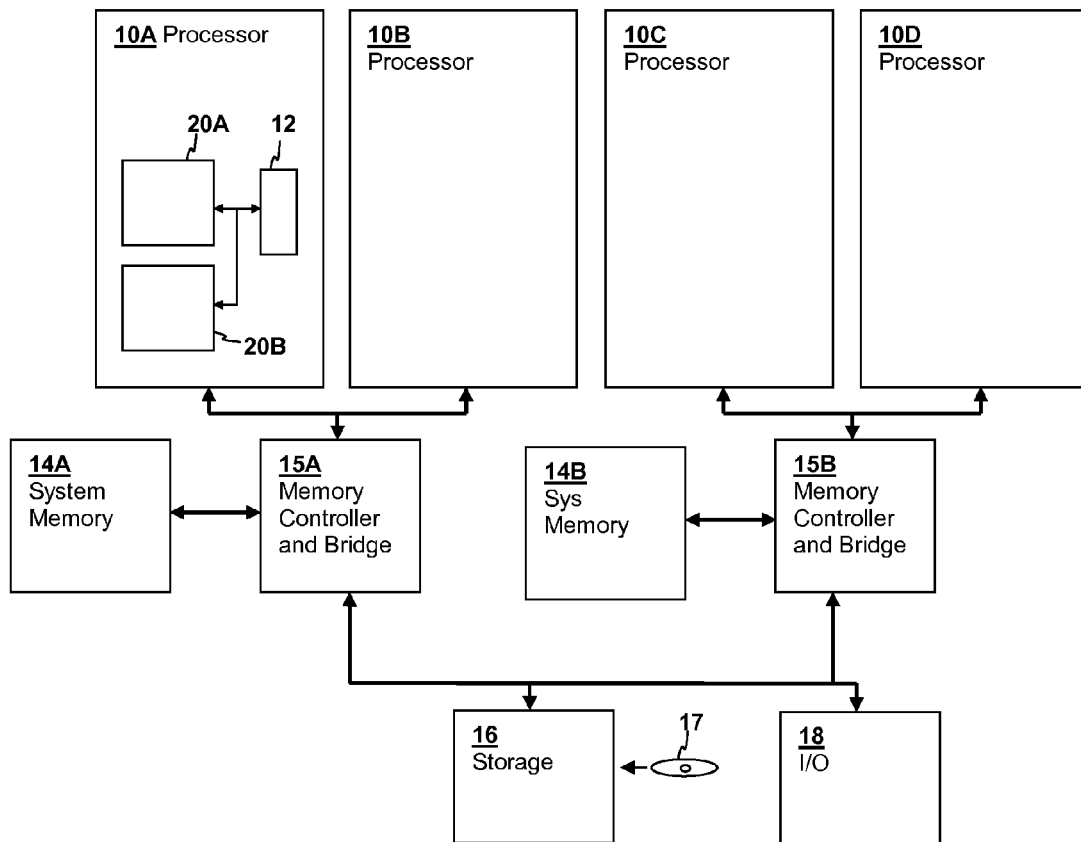 10A Processor
10B
Processor
10C
Processor
10D
Processor
20A
12
20B
14A
System
Memory
15A
Memory
Controller
and Bridge
14B
Sys
Memory
15B
Memory
Controller
and Bridge
16
Storage
17
18
I/O